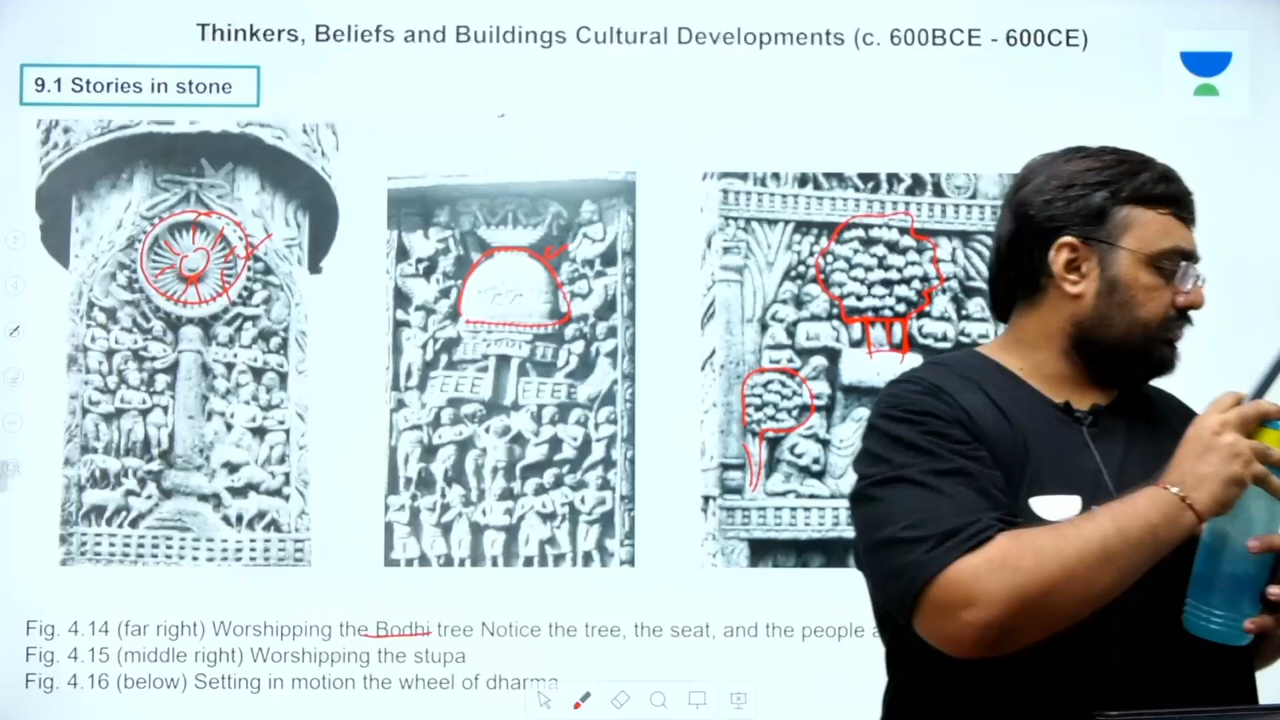 Thinkers, Beliefs and Buildings Cultural Developments (c. 600BCE - 600CE)
9.1 Stories in stone
Fig. 4.14 (far right) Worshipping the Bodhi tree Notice the tree, the seat, and the people
Fig. 4.15 (middle right) Worshipping the stupa
Fig. 4.16 (below) Setting in motion the wheel of dharma